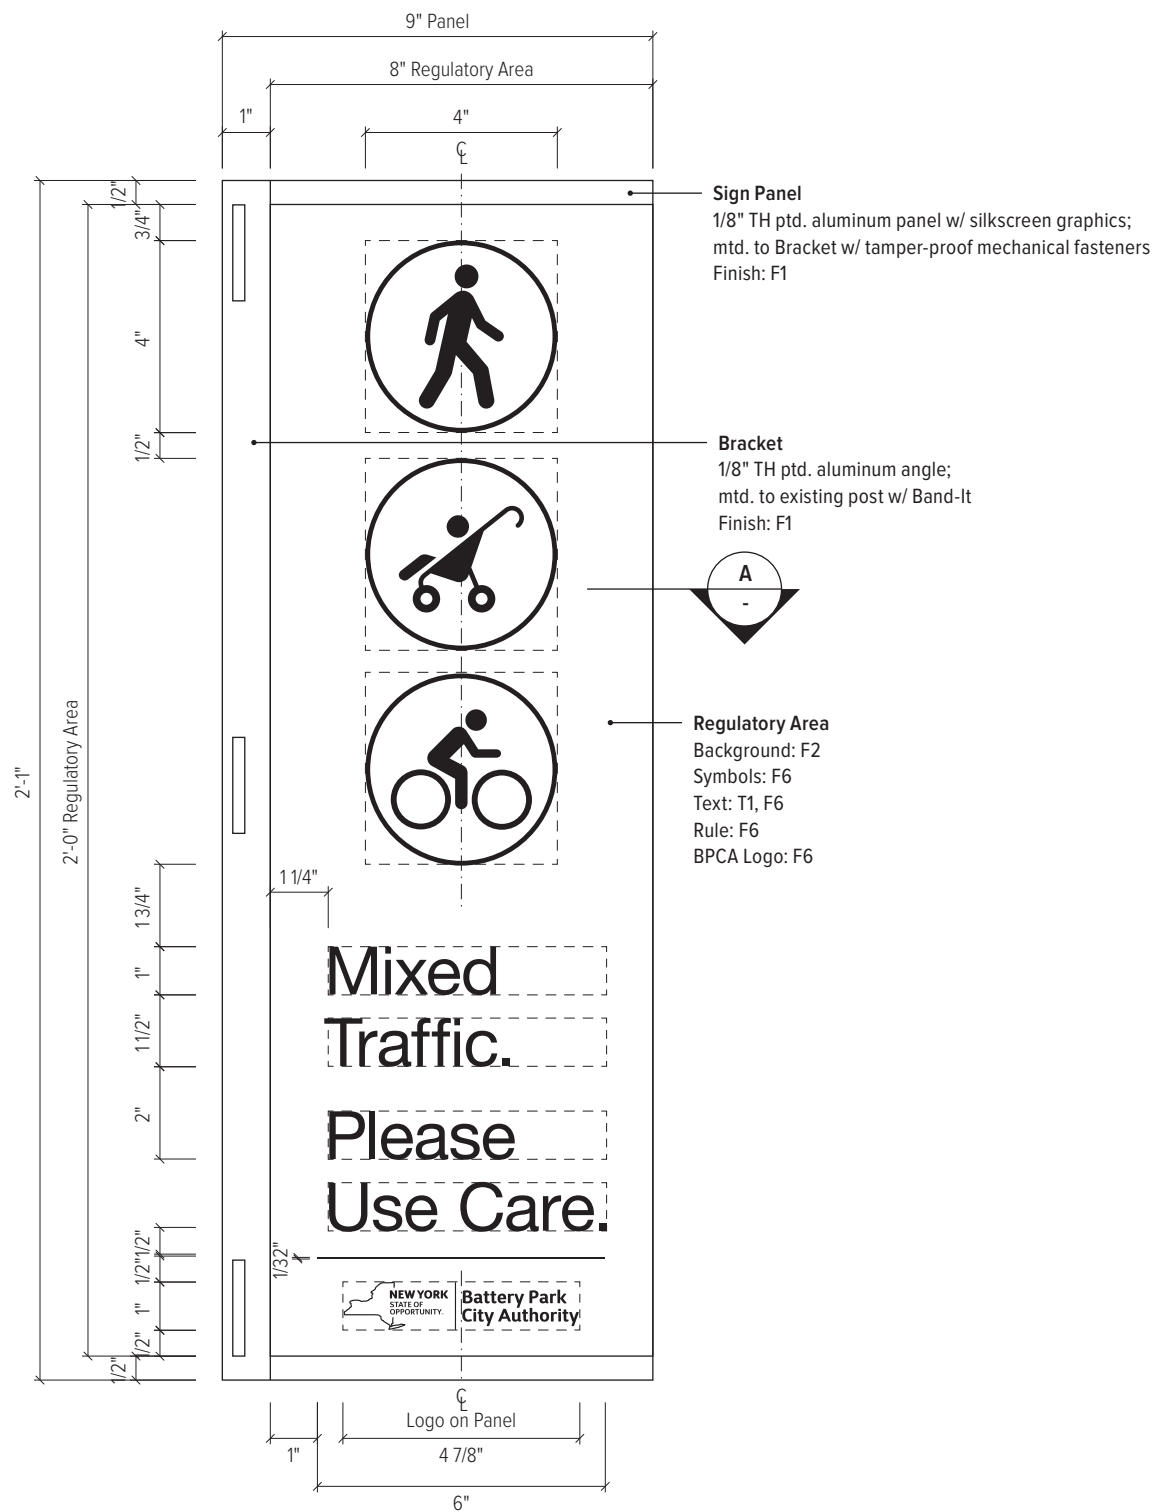 9" Panel
8" Regulatory Area
1"
4"
℄
1/2"
3/4"
4"
1/2"
Sign Panel
1/8" TH ptd. aluminum panel w/ silkscreen graphics;
mtd. to Bracket w/ tamper-proof mechanical fasteners
Finish: F1
Bracket
1/8" TH ptd. aluminum angle;
mtd. to existing post w/ Band-It
Finish: F1
A
-
Regulatory Area
Background: F2
Symbols: F6
Text: T1, F6
Rule: F6
BPCA Logo: F6
2'-1"
2'-0" Regulatory Area
1 1/4"
1 3/4"
1"
1 1/2"
2"
Mixed
Traffic.
Please
Use Care.
1/2"
1/2"
1"
1/2"
1/2"
1/32"
NEW YORK
STATE OF
OPPORTUNITY.
Battery Park
City Authority
℄
Logo on Panel
1"
4 7/8"
6"